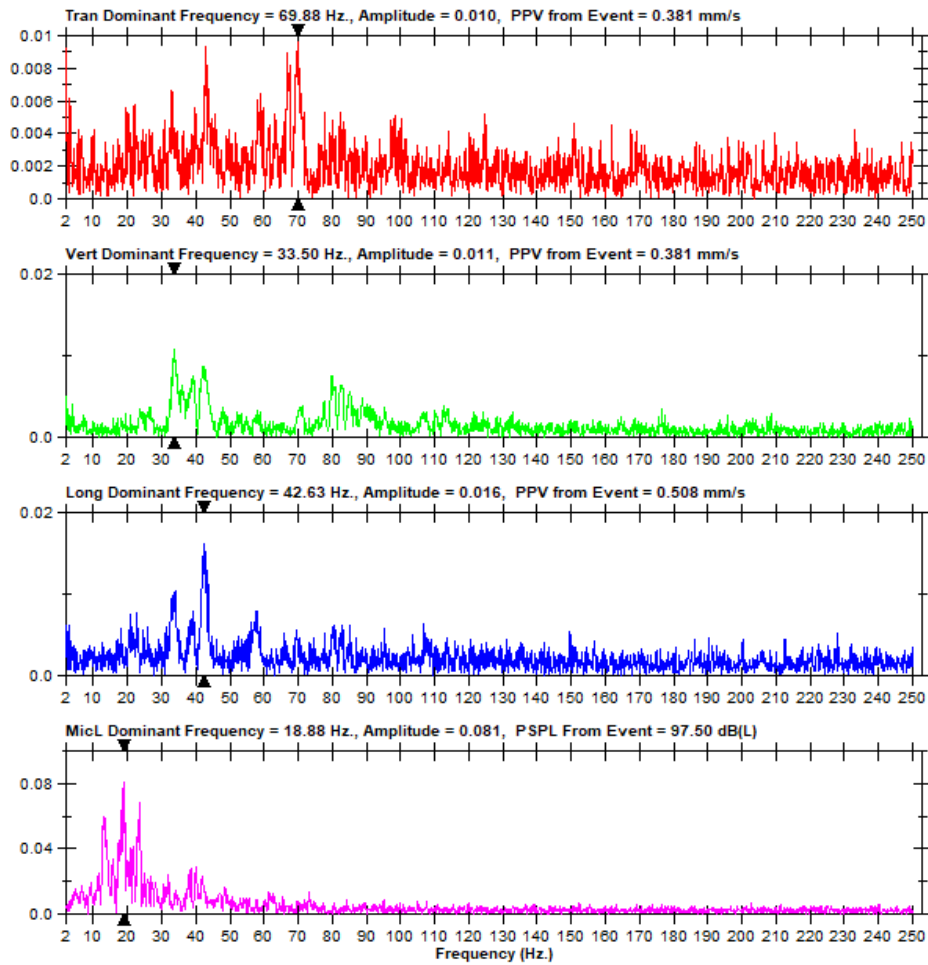 Tran Dominant Frequency = 69.88 Hz., Amplitude = 0.010, PPV from Event = 0.381 mm/s
0.01
0.008
0.006
0.004
0.002
0.0
2 10 20 30 40 50 60 70 80 90 100 110 120 130 140 150 160 170 180 190 200 210 220 230 240 250
Vert Dominant Frequency = 33.50 Hz., Amplitude = 0.011, PPV from Event = 0.381 mm/s
0.02
0.0
2 10 20 30 40 50 60 70 80 90 100 110 120 130 140 150 160 170 180 190 200 210 220 230 240 250
Long Dominant Frequency = 42.63 Hz., Amplitude = 0.016, PPV from Event = 0.508 mm/s
0.02
0.0
2 10 20 30 40 50 60 70 80 90 100 110 120 130 140 150 160 170 180 190 200 210 220 230 240 250
MicL Dominant Frequency = 18.88 Hz., Amplitude = 0.081, PSPL From Event = 97.50 dB(L)
0.08
0.04
0.0
2 10 20 30 40 50 60 70 80 90 100 110 120 130 140 150 160 170 180 190 200 210 220 230 240 250
Frequency (Hz.)